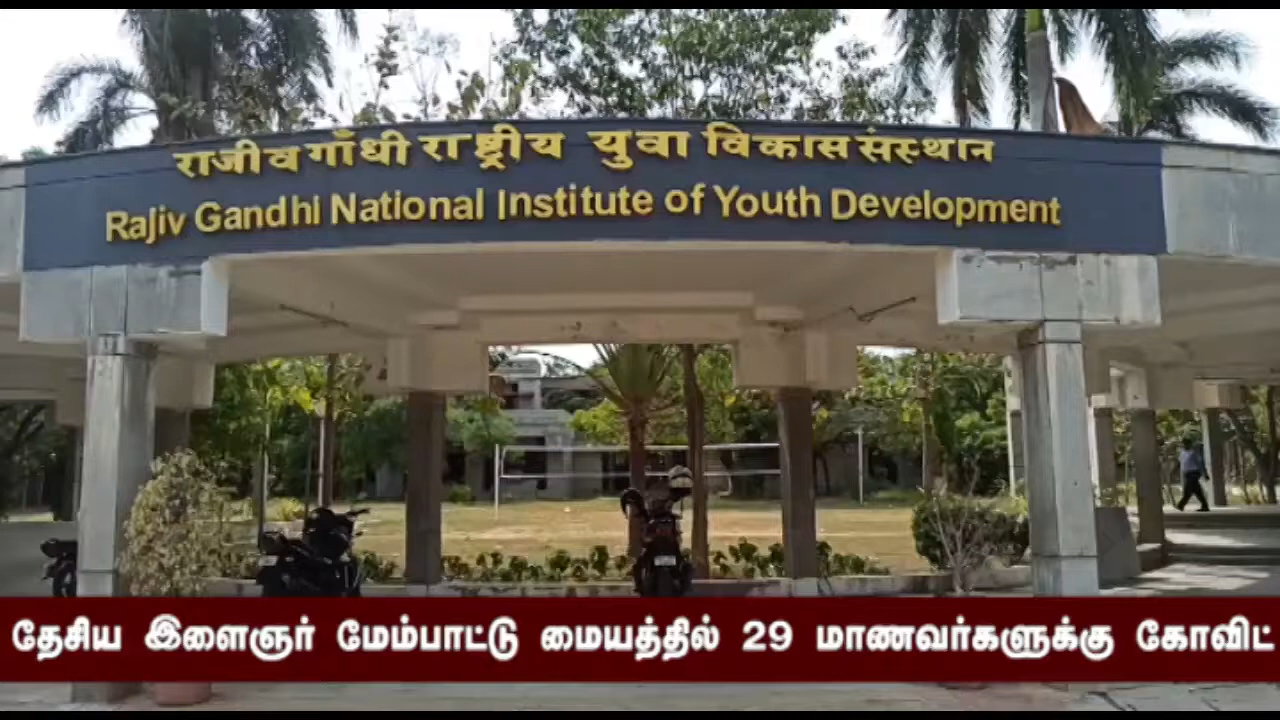 राजीव गाँधी राष्ट्रीय युवा विकास संस्थान
Rajiv Gandhi National Institute of Youth Development
தேசிய இளைஞர் மேம்பாட்டு மையத்தில் 29 மாணவர்களுக்கு கோவிட்